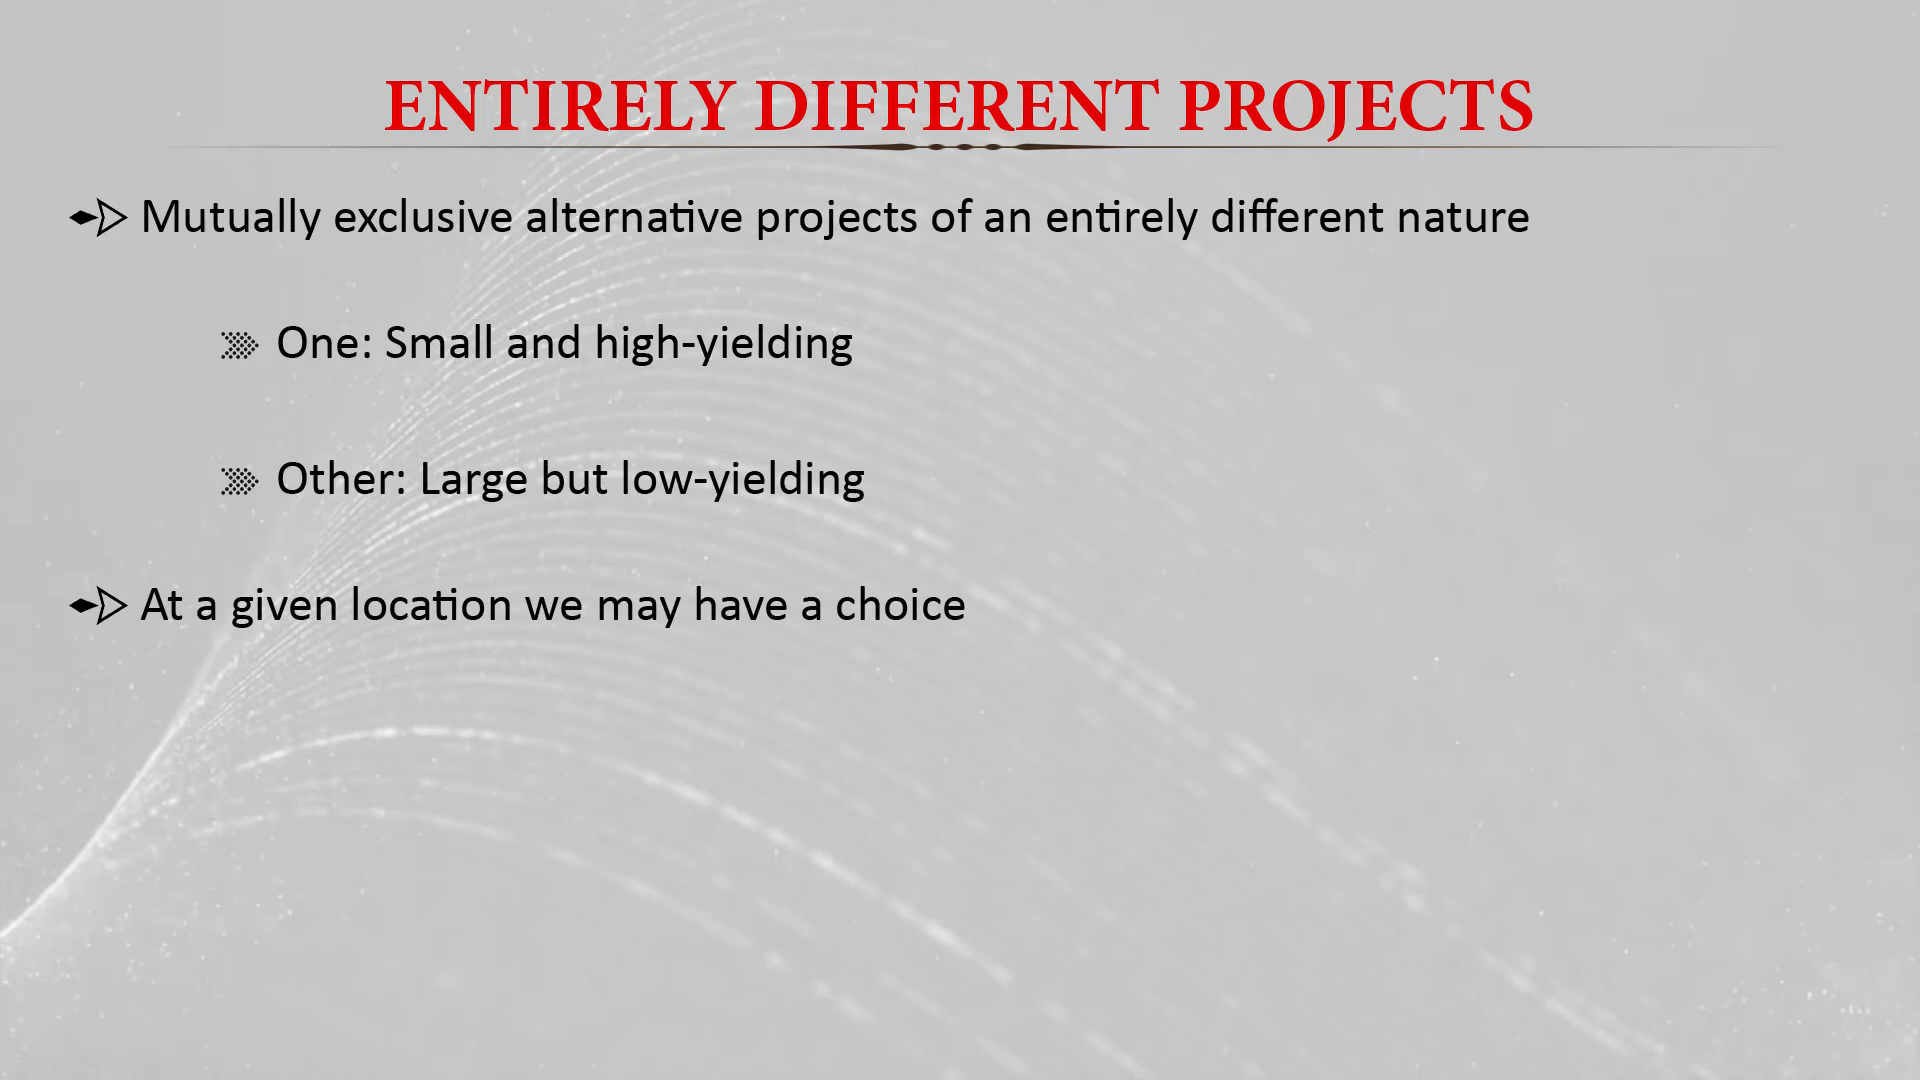 ENTIRELY DIFFERENT PROJECTS
Mutually exclusive alternative projects of an entirely different nature
One: Small and high-yielding
Other: Large but low-yielding
At a given location we may have a choice